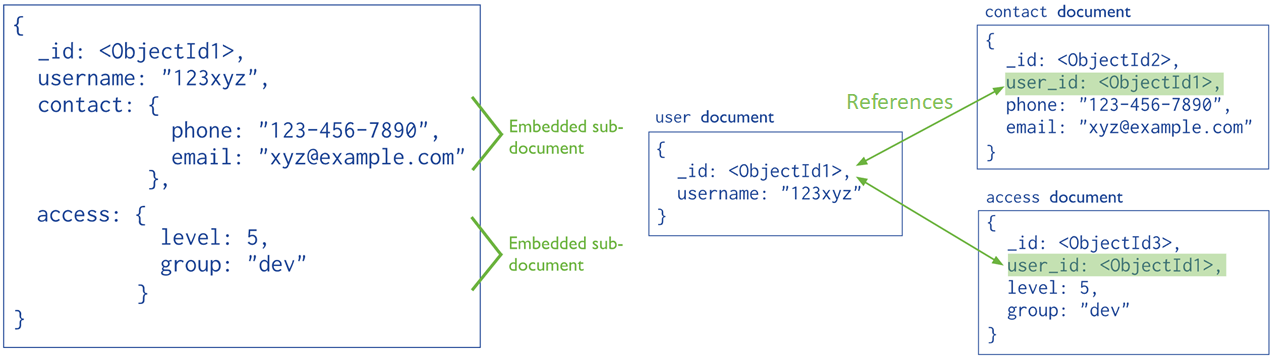 {
_id: <ObjectId1>,
username: "123xyz",
contact: {
phone: "123-456-7890",
email: "xyz@example.com"
},
access: {
level: 5,
group: "dev"
}
}
Embedded sub-
document
Embedded sub-
document
user document
{
_id: <ObjectId1>,
username: "123xyz"
}
References
contact document
{
_id: <ObjectId2>,
user_id: <ObjectId1>,
phone: "123-456-7890",
email: "xyz@example.com"
}
access document
{
_id: <ObjectId3>,
user_id: <ObjectId1>,
level: 5,
group: "dev"
}